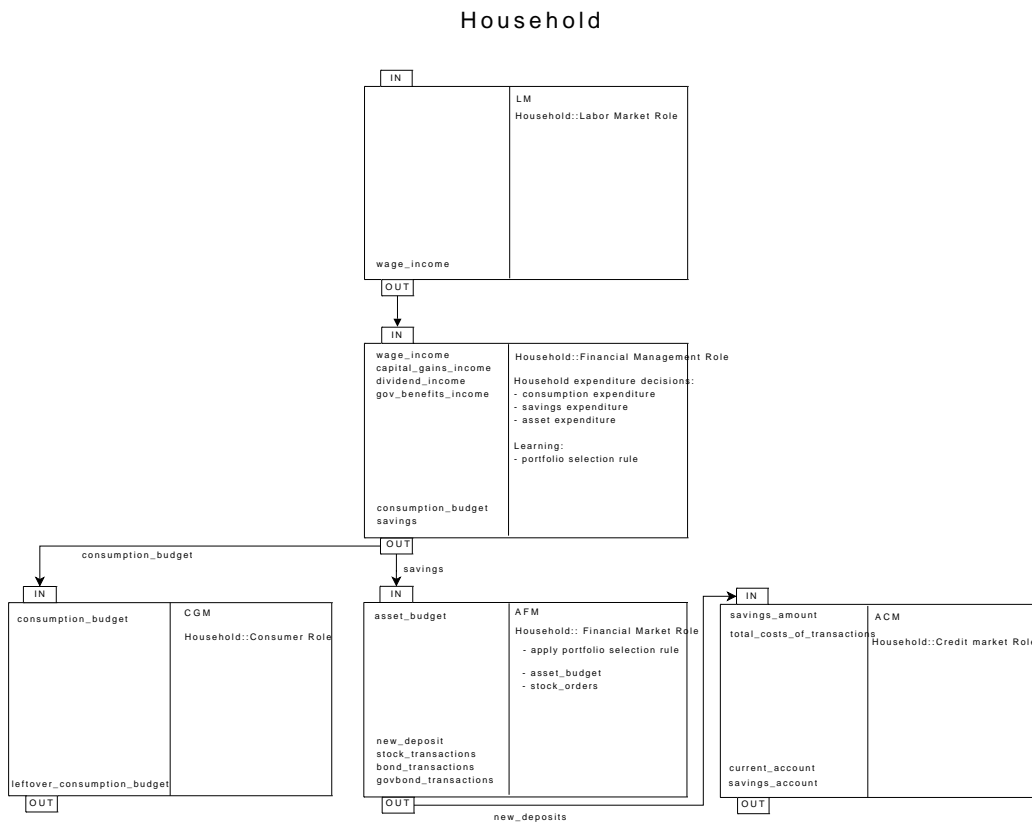 Household
IN
LM
Household::Labor Market Role
wage_income
OUT
IN
wage_income
capital_gains_income
dividend_income
gov_benefits_income
Household::Financial Management Role
Household expenditure decisions:
- consumption expenditure
- savings expenditure
- asset expenditure
Learning:
- portfolio selection rule
consumption_budget
savings
OUT
consumption_budget
savings
IN
consumption_budget
CGM
Household::Consumer Role
leftover_consumption_budget
OUT
IN
asset_budget
AFM
Household:: Financial Market Role
- apply portfolio selection rule
- asset_budget
- stock_orders
new_deposit
stock_transactions
bond_transactions
govbond_transactions
OUT
new_deposits
IN
savings_amount
total_costs_of_transactions
ACM
Household::Credit market Role
current_account
savings_account
OUT